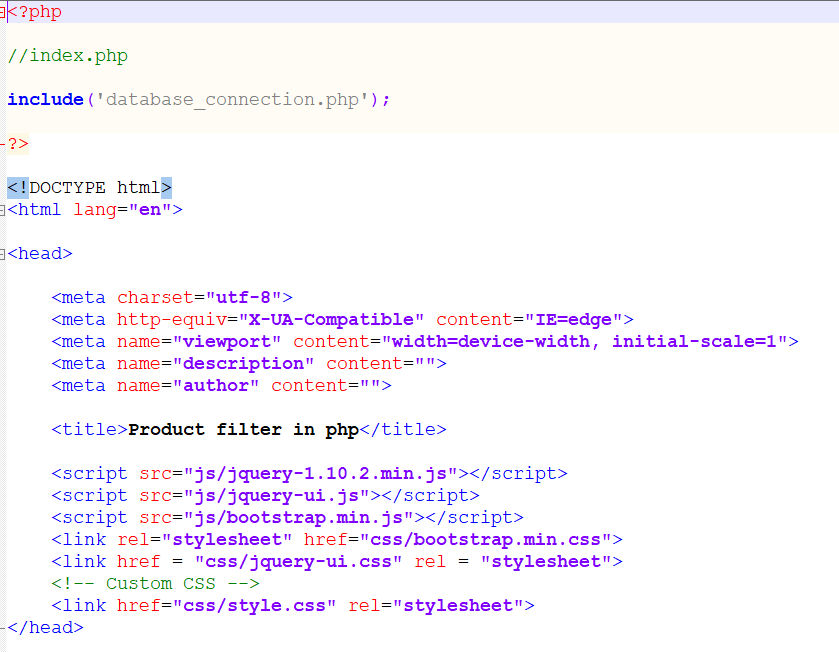 <?php
//index.php
include('database_connection.php');
?>
<!DOCTYPE html>
<html lang="en">
<head>
<meta charset="utf-8">
<meta http-equiv="X-UA-Compatible" content="IE=edge">
<meta name="viewport" content="width=device-width, initial-scale=1">
<meta name="description" content="">
<meta name="author" content="">
<title>Product filter in php</title>
<script src="js/jquery-1.10.2.min.js"></script>
<script src="js/jquery-ui.js"></script>
<script src="js/bootstrap.min.js"></script>
<link rel="stylesheet" href="css/bootstrap.min.css">
<link href = "css/jquery-ui.css" rel = "stylesheet">
<!-- Custom CSS -->
<link href="css/style.css" rel="stylesheet">
</head>